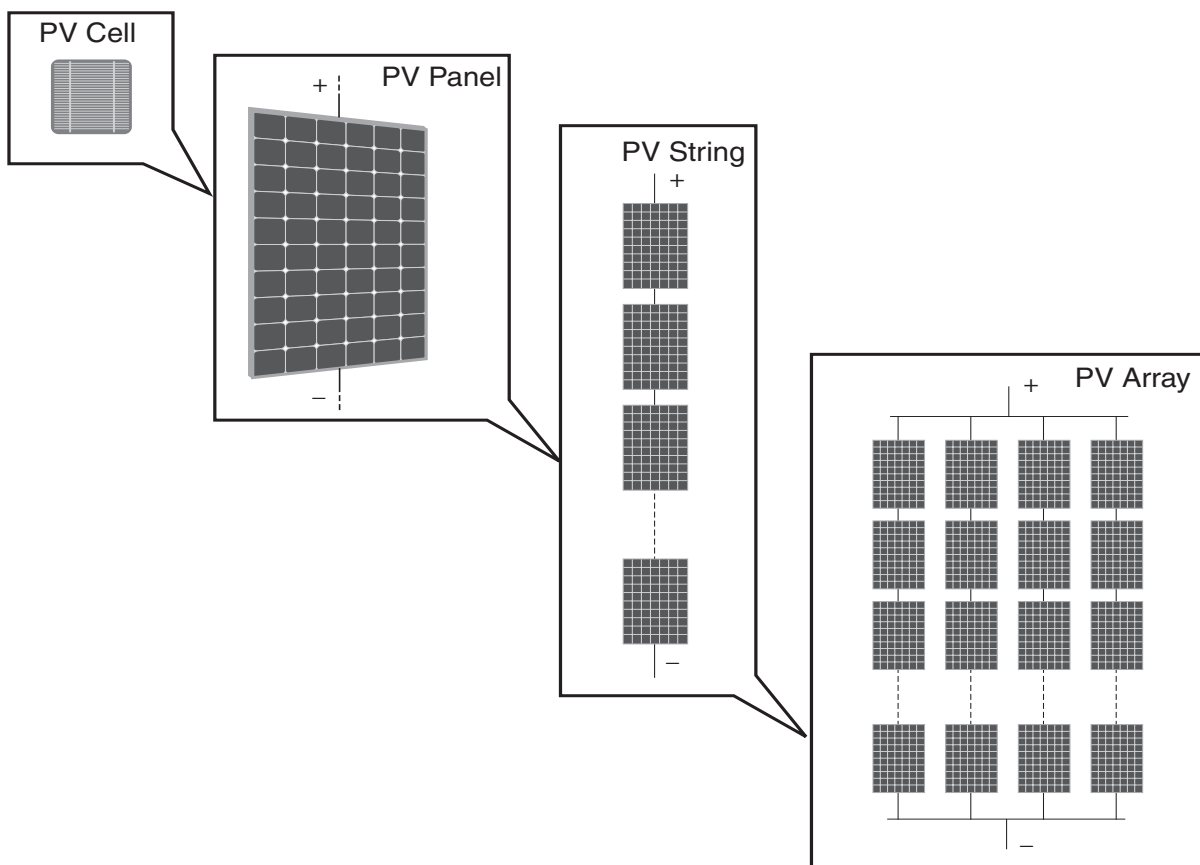 PV Cell
PV Panel
+
–
PV String
+
–
PV Array
+
–